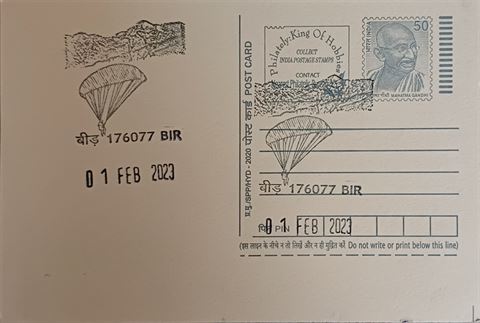 बीड़ 176077 BIR
01 FEB 2023
Philately: King Of Hobbies
COLLECT
INDIA POSTAGE STAMPS
CONTACT
50
भारत INDIA
MAHATMA GANDHI
पोस्ट कार्ड POST CARD
बीड़ 176077 BIR
पिन PIN
01 FEB 2023
(इस लाइन के नीचे न तो लिखें और न ही मुद्रित करें Do not write or print below this line)